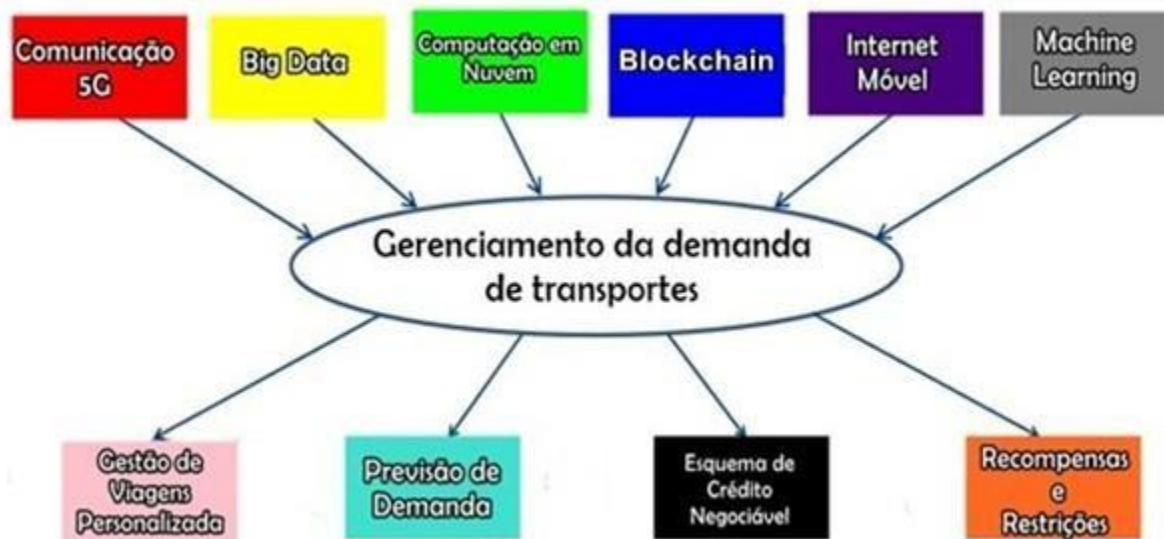 Comunicação
5G
Big Data
Computação em
Nuvem
Blockchain
Internet
Móvel
Machine
Learning
Gerenciamento da demanda
de transportes
Gestão de
Viagens
Personalizada
Previsão de
Demanda
Esquema de
Crédito
Negociável
Recompensas
e
Restrições